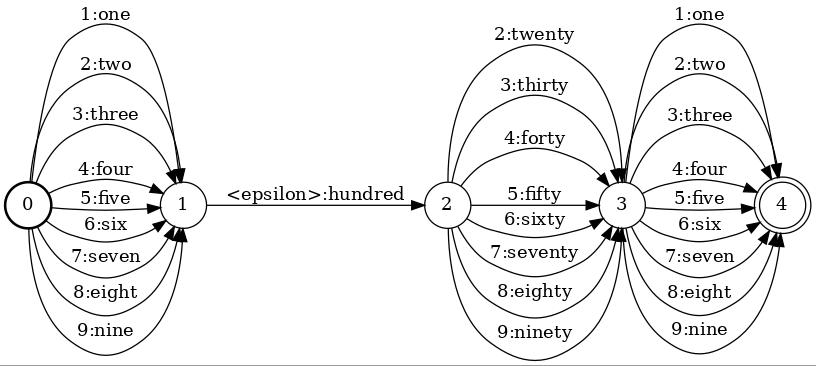 0
1:one
2:two
3:three
4:four
5:five
6:six
7:seven
8:eight
9:nine
1
<epsilon>:hundred
2
2:twenty
3:thirty
4:forty
5:fifty
6:sixty
7:seventy
8:eighty
9:ninety
3
1:one
2:two
3:three
4:four
5:five
6:six
7:seven
8:eight
9:nine
4